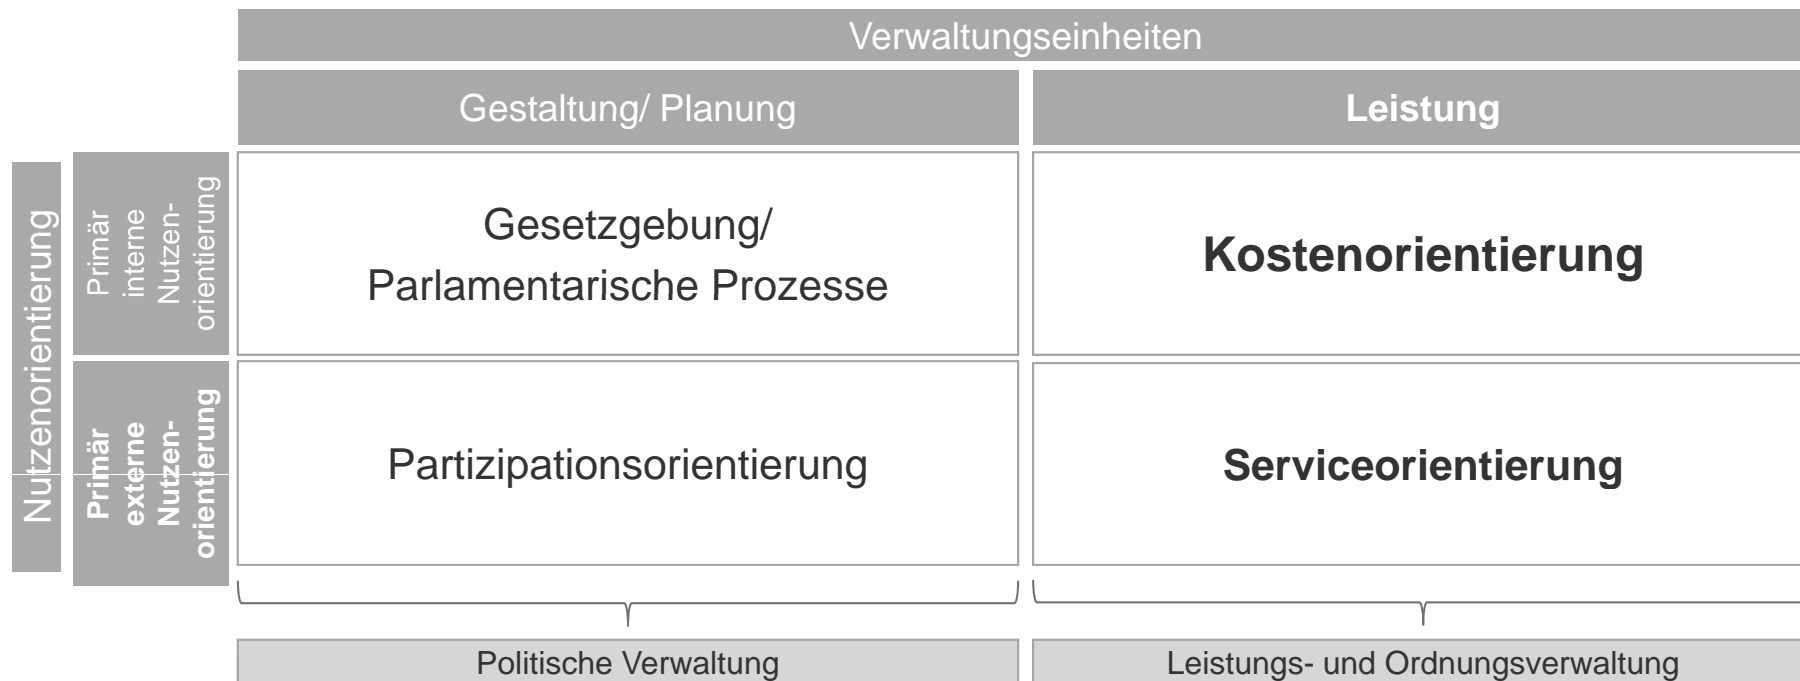 Verwaltungseinheiten
Gestaltung/ Planung
Leistung
Nutzenorientierung
Primär
interne
Nutzen-
orientierung
Gesetzgebung/
Parlamentarische Prozesse
Kostenorientierung
Primär
externe
Nutzen-
orientierung
Partizipationsorientierung
Serviceorientierung
Politische Verwaltung
Leistungs- und Ordnungsverwaltung